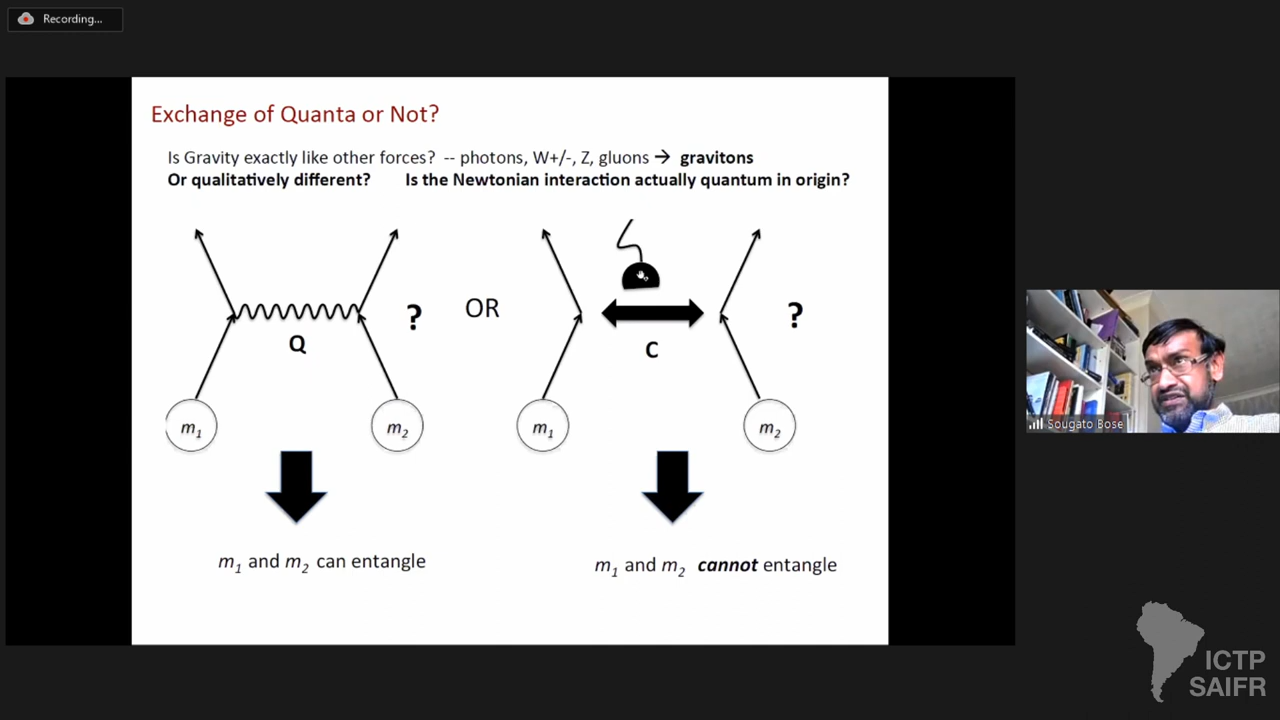 Recording...
Exchange of Quanta or Not?
Is Gravity exactly like other forces? -- photons, W+/-, Z, gluons → gravitons
Or qualitatively different? Is the Newtonian interaction actually quantum in origin?
Q
?
OR
C
?
m1
m2
m1
m2
m1 and m2 can entangle
m1 and m2 cannot entangle
Sougato Bose
ICTP
SAIFR